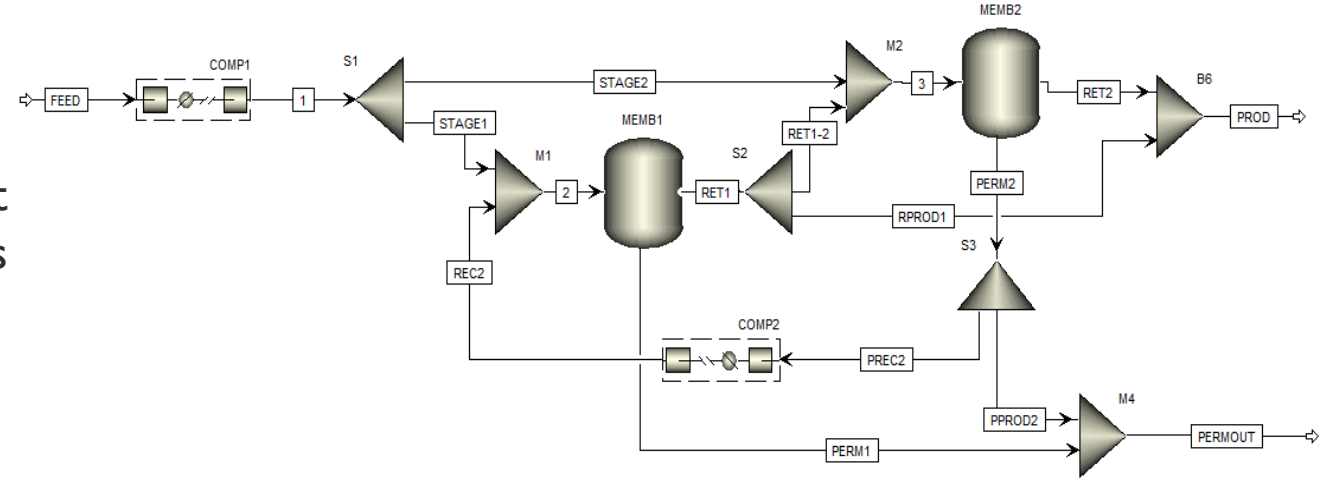 MEMB2
M2
COMP1
S1
B6
STAGE2
FEED
1
3
RET2
PROD
STAGE1
MEMB1
RET1-2
M1
S2
2
RET1
PERM2
t
RPROD1
s
S3
REC2
COMP2
PREC2
M4
PPROD2
PERM1
PERMOUT